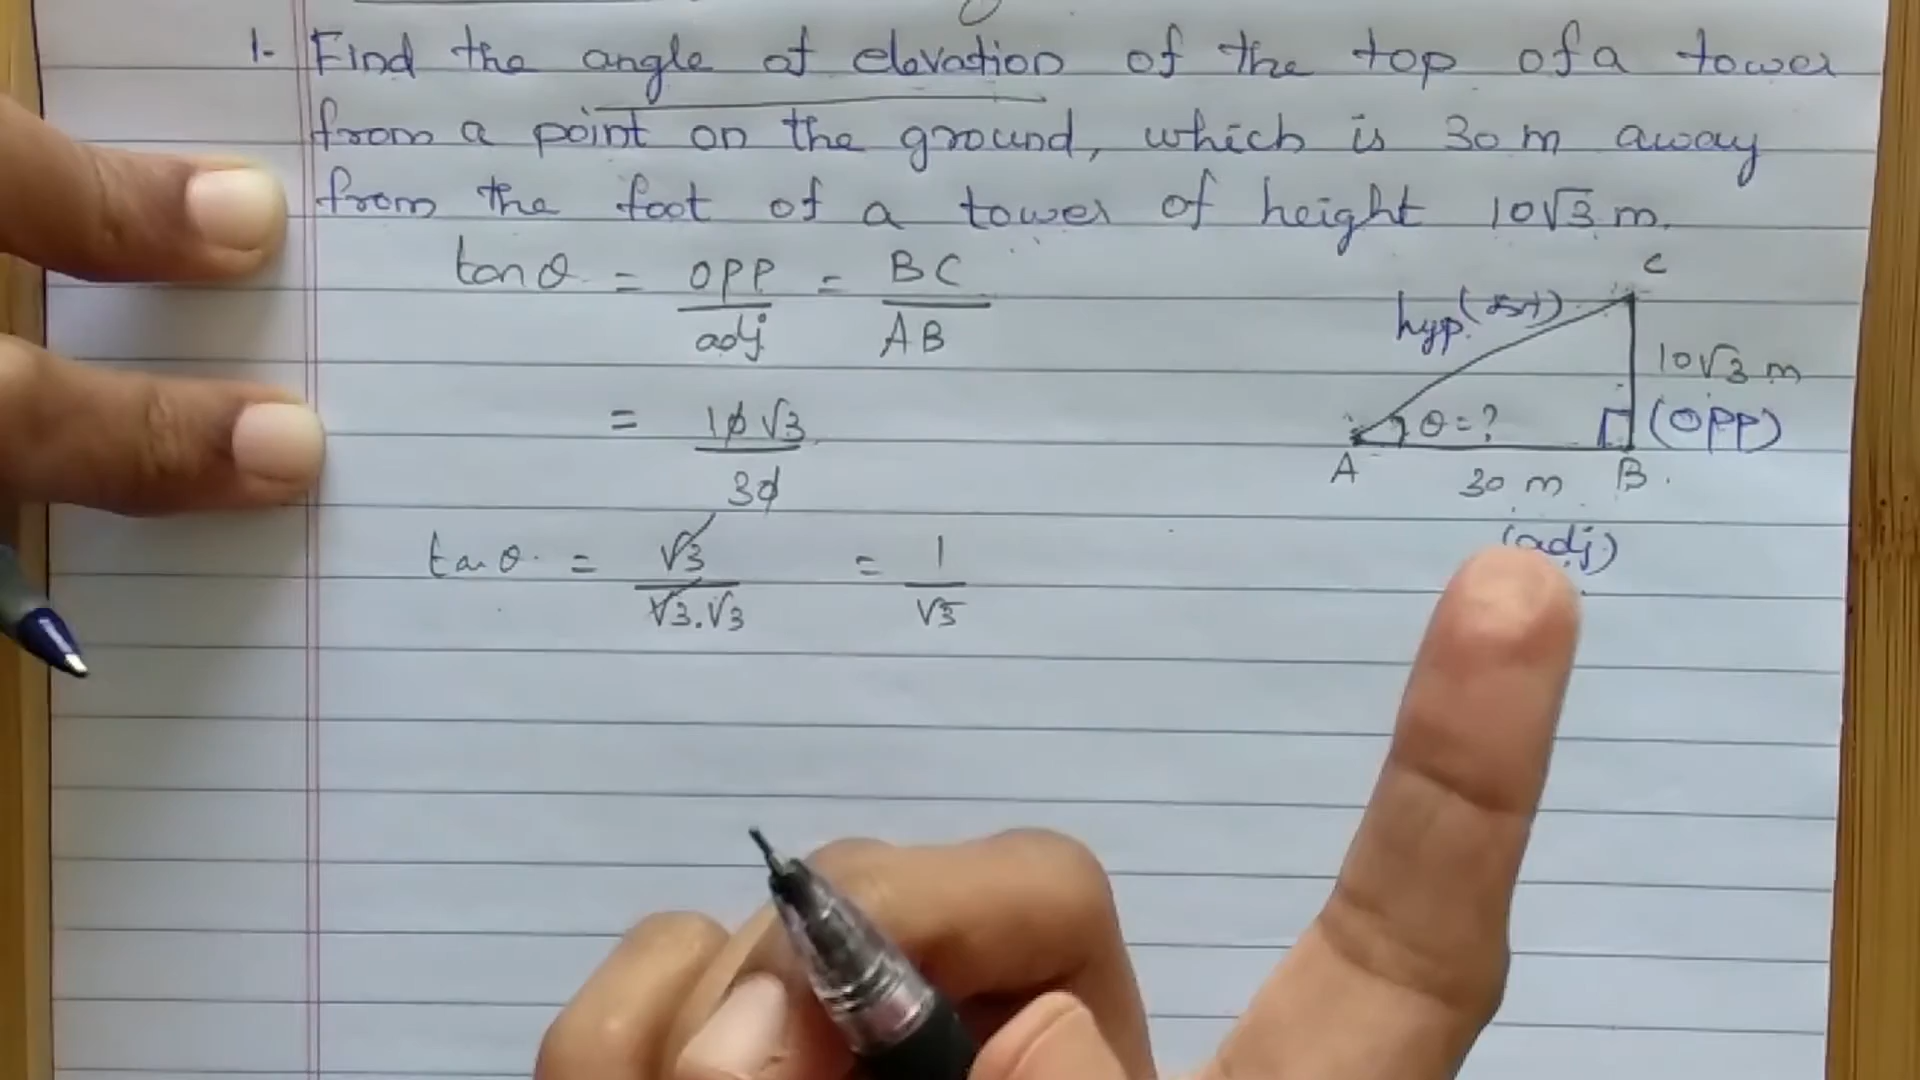 1. Find the angle of elevation of the top of a tower
from a point on the ground, which is 30 m away
from the foot of a tower of height 10√3 m.
tan θ = opp/adj = BC/AB
= 10√3/30
tan θ = √3/√3.√3 = 1/√3
C
hyp.
10√3 m
(opp)
θ = ?
A 30 m B.
(adj)